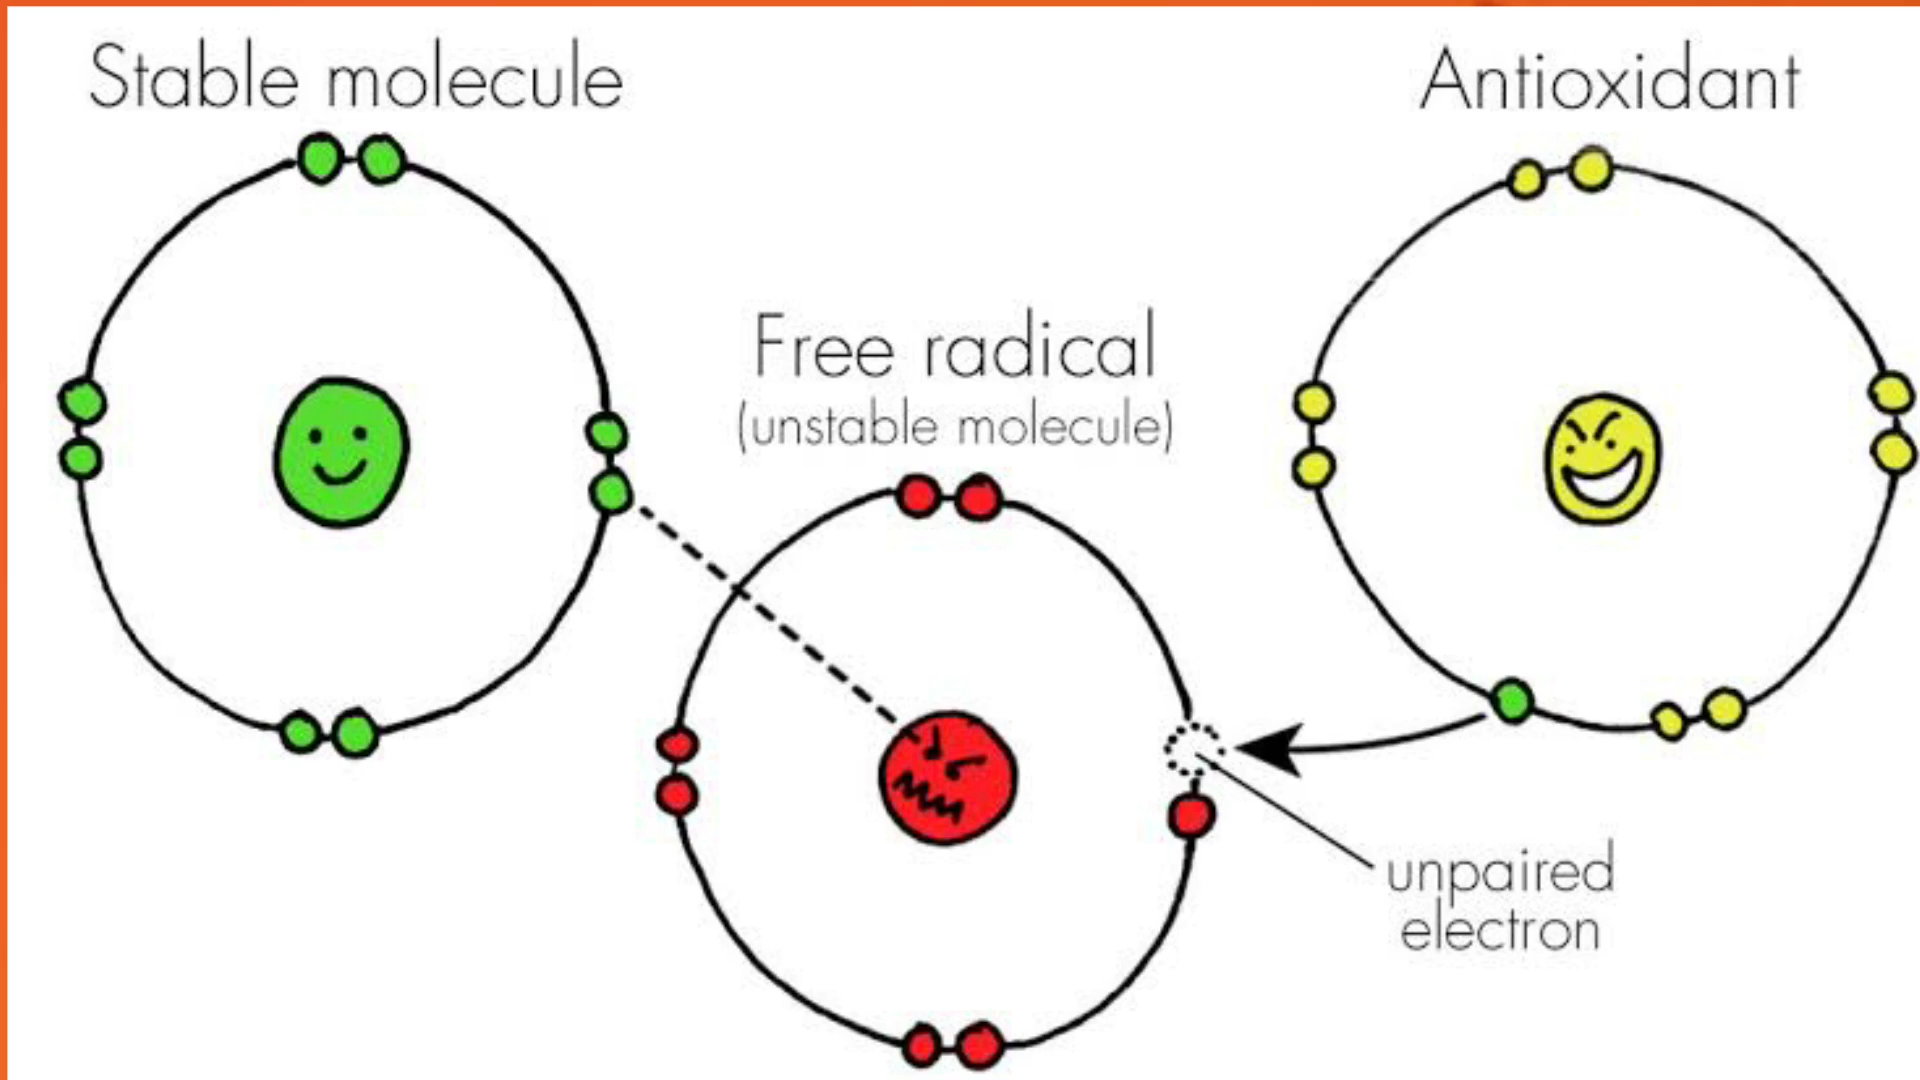 Stable molecule
Antioxidant
Free radical
(unstable molecule)
unpaired
electron